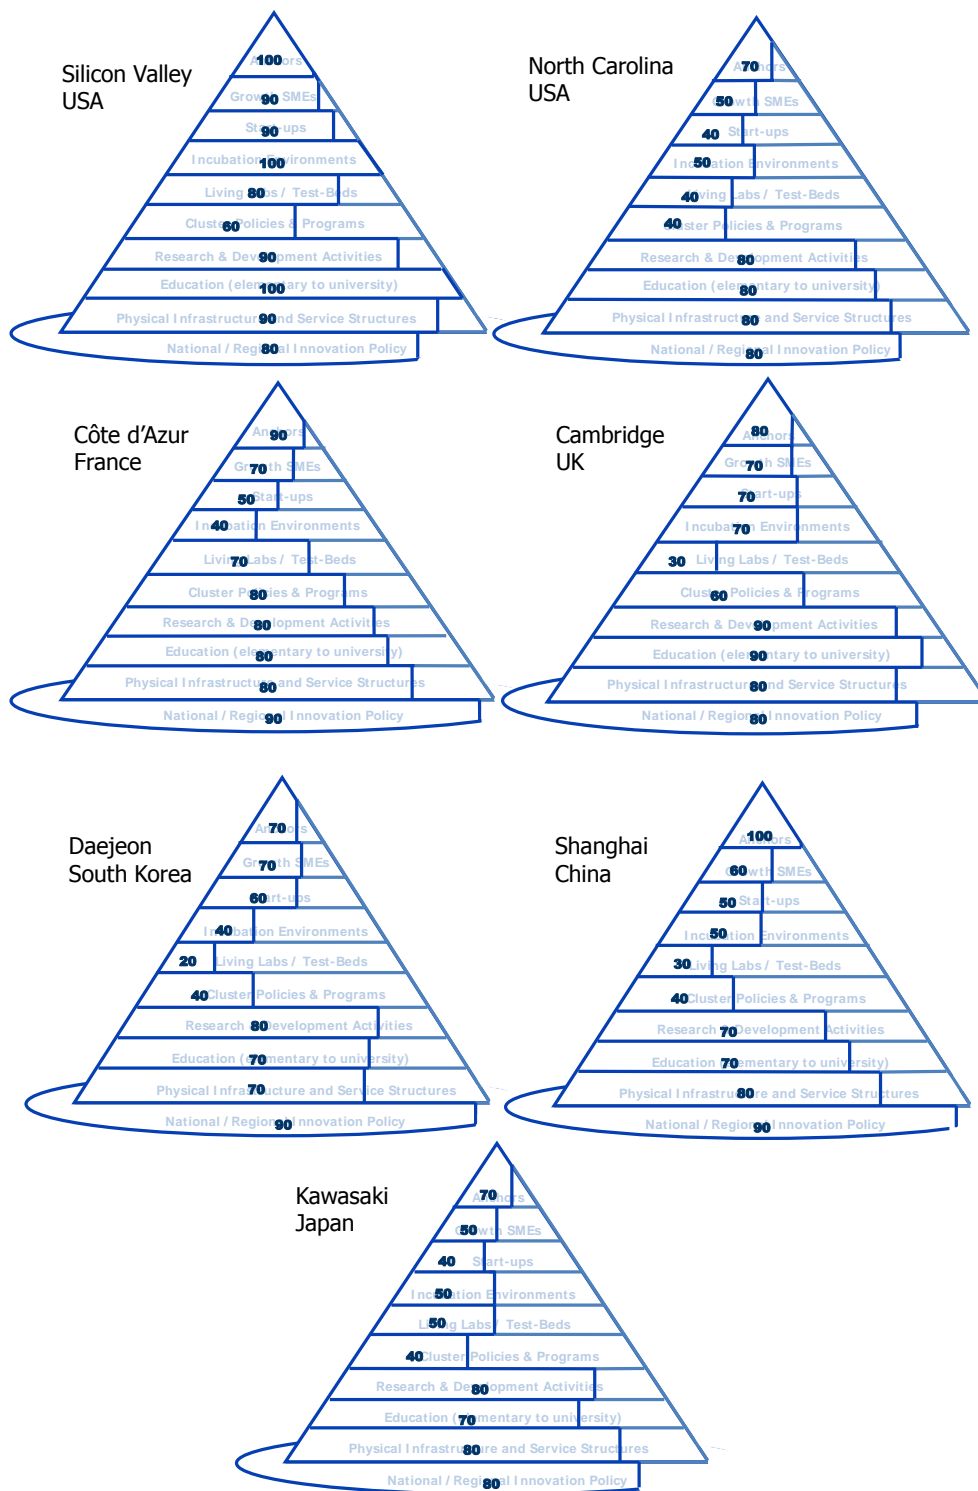 Silicon Valley
USA
100
Anchors
90
Growth SMEs
90
Start-ups
100
Incubation Environments
80
Living Labs / Test-Beds
60
Cluster Policies & Programs
90
Research & Development Activities
100
Education (elementary to university)
90
Physical Infrastructure and Service Structures
80
National / Regional Innovation Policy
North Carolina
USA
70
Anchors
50
Growth SMEs
40
Start-ups
50
Incubation Environments
40
Living Labs / Test-Beds
40
Cluster Policies & Programs
80
Research & Development Activities
80
Education (elementary to university)
80
Physical Infrastructure and Service Structures
80
National / Regional Innovation Policy
Côte d'Azur
France
90
Anchors
70
Growth SMEs
50
Start-ups
40
Incubation Environments
70
Living Labs / Test-Beds
80
Cluster Policies & Programs
80
Research & Development Activities
80
Education (elementary to university)
80
Physical Infrastructure and Service Structures
90
National / Regional Innovation Policy
Cambridge
UK
80
Anchors
70
Growth SMEs
70
Start-ups
70
Incubation Environments
30
Living Labs / Test-Beds
60
Cluster Policies & Programs
90
Research & Development Activities
90
Education (elementary to university)
80
Physical Infrastructure and Service Structures
80
National / Regional Innovation Policy
Daejeon
South Korea
70
Anchors
70
Growth SMEs
60
Start-ups
40
Incubation Environments
20
Living Labs / Test-Beds
40
Cluster Policies & Programs
80
Research & Development Activities
70
Education (elementary to university)
70
Physical Infrastructure and Service Structures
90
National / Regional Innovation Policy
Shanghai
China
100
Anchors
60
Growth SMEs
50
Start-ups
50
Incubation Environments
30
Living Labs / Test-Beds
40
Cluster Policies & Programs
70
Research & Development Activities
70
Education (elementary to university)
80
Physical Infrastructure and Service Structures
90
National / Regional Innovation Policy
Kawasaki
Japan
70
Anchors
50
Growth SMEs
40
Start-ups
50
Incubation Environments
50
Living Labs / Test-Beds
40
Cluster Policies & Programs
80
Research & Development Activities
70
Education (elementary to university)
80
Physical Infrastructure and Service Structures
80
National / Regional Innovation Policy